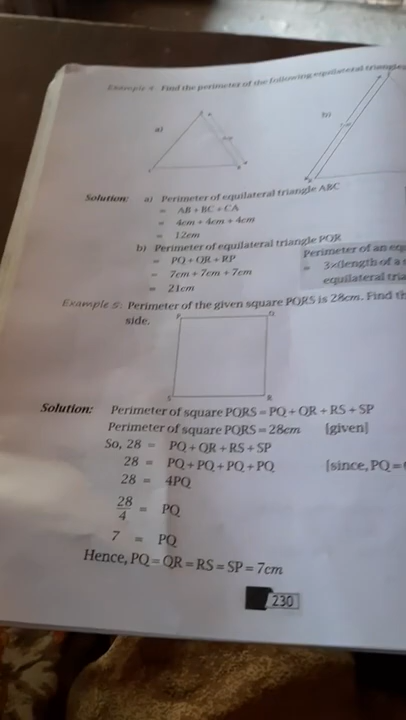 Example 4: Find the perimeter of the following equilateral triangles
a)
b)
Solution: a) Perimeter of equilateral triangle ABC
= AB + BC + CA
= 4cm + 4cm + 4cm
= 12cm
b) Perimeter of equilateral triangle PQR
= PQ + QR + RP
= 7cm + 7cm + 7cm
= 21cm
Perimeter of an equ
= 3×(length of a s
equilateral tria
Example 5: Perimeter of the given square PQRS is 28cm. Find th
side.
P Q
S R
Solution: Perimeter of square PQRS = PQ + QR + RS + SP
Perimeter of square PQRS = 28cm [given]
So, 28 = PQ + QR + RS + SP
28 = PQ + PQ + PQ + PQ [since, PQ =
28 = 4PQ
28/4 = PQ
7 = PQ
Hence, PQ = QR = RS = SP = 7cm
230